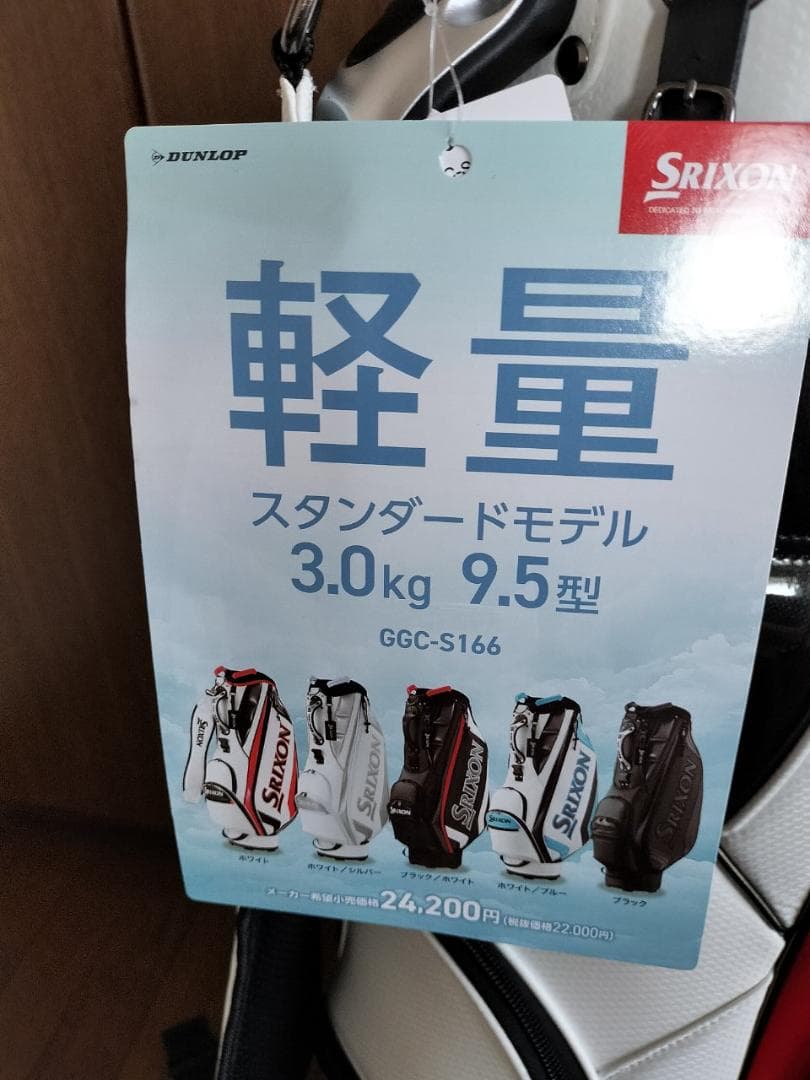 DUNLOP
SRIXON
軽量
スタンダードモデル
3.0kg 9.5型
GGC-S166
SRIXON
SRIXON
SRIXON
SRIXON
SRIXON
SRIXON
SRIXON
SRIXON
ホワイト
ホワイト／シルバー
ブラック／ホワイト
ホワイト／ブルー
ブラック
メーカー希望小売価格24,200円(税抜価格22,000円)